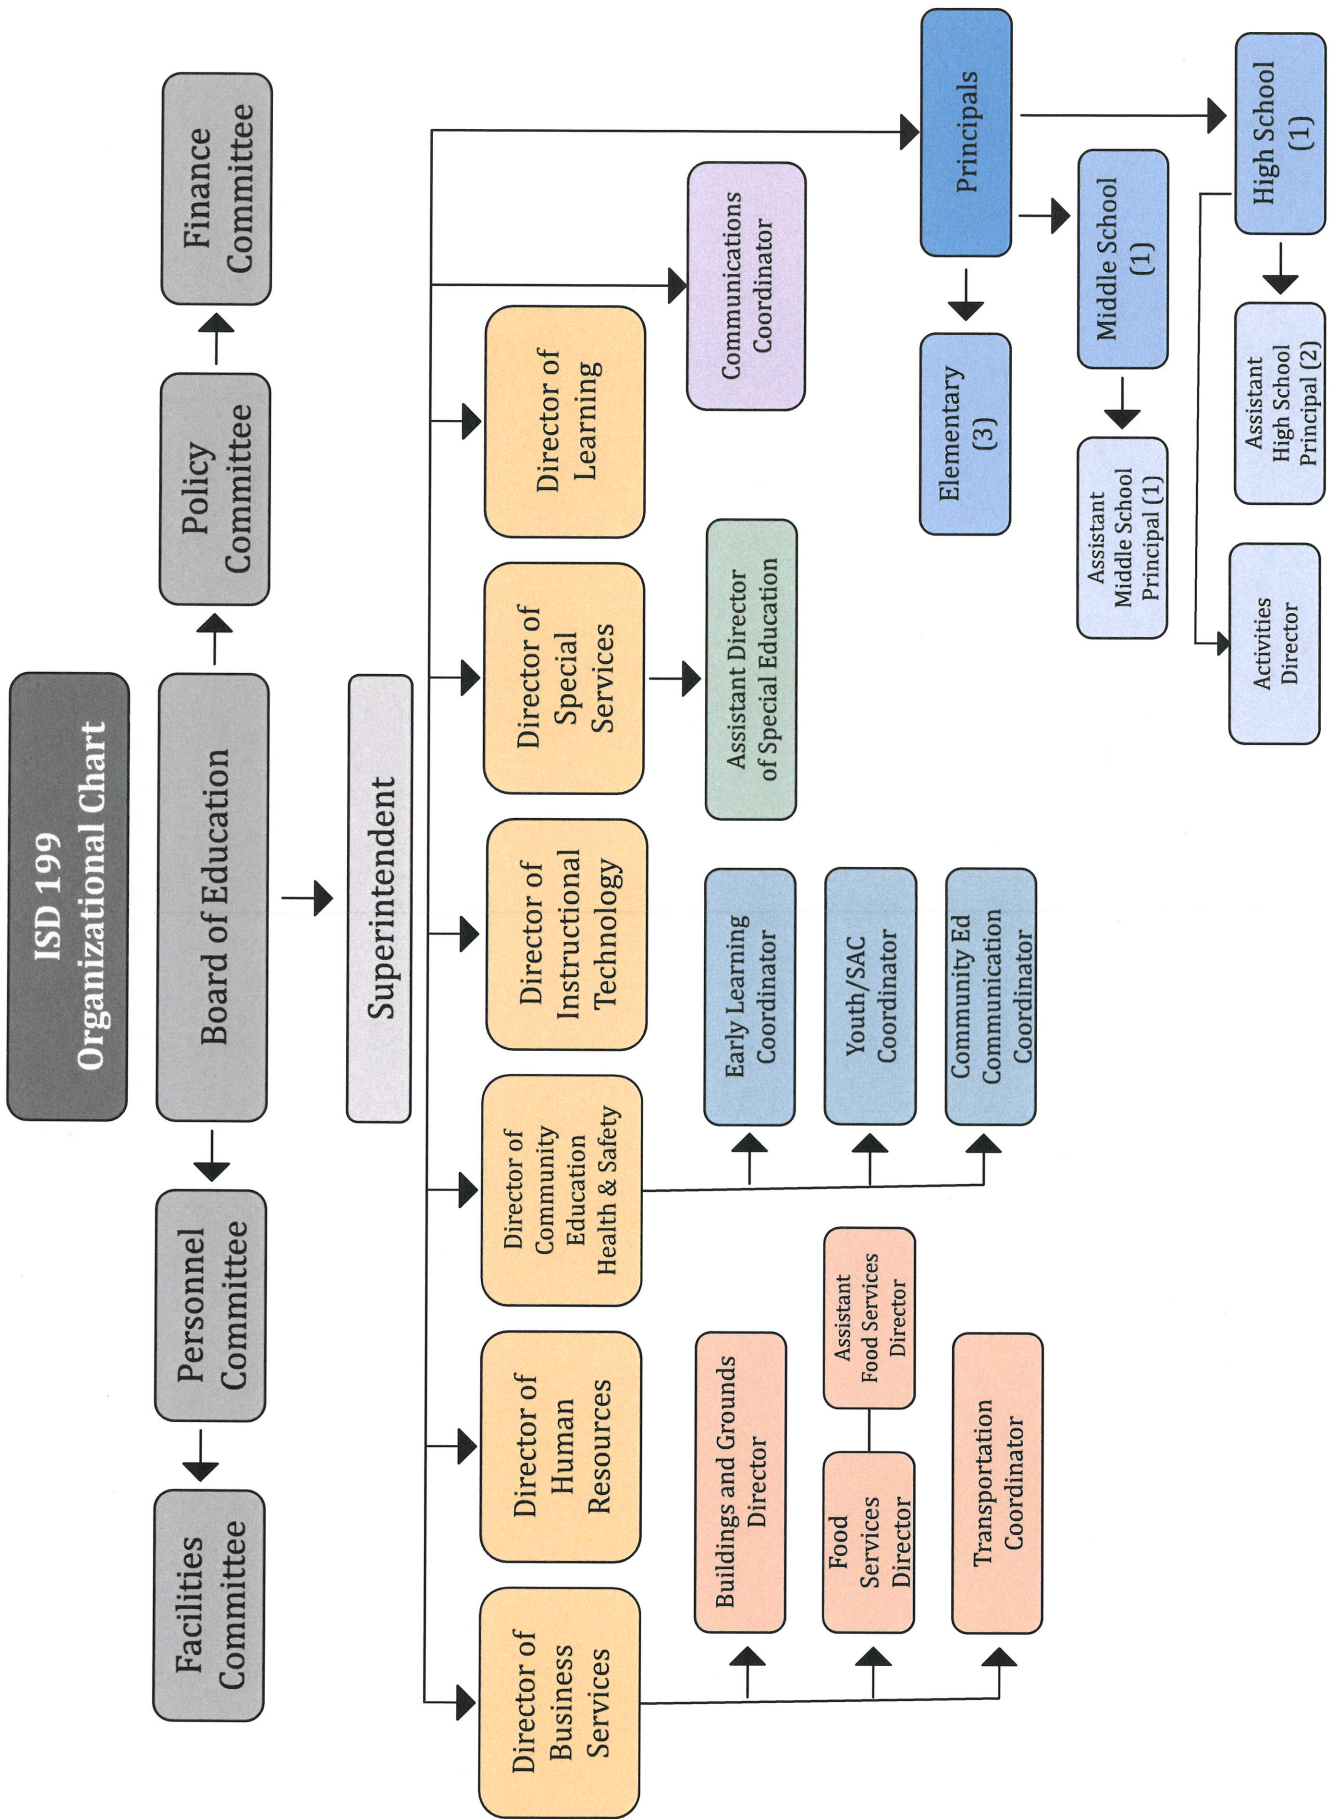 ISD 199
Organizational Chart
Facilities
Committee
Personnel
Committee
Board of Education
Policy
Committee
Finance
Committee
Superintendent
Director of
Business
Services
Director of
Human
Resources
Director of
Community
Education
Health & Safety
Director of
Instructional
Technology
Director of
Special
Services
Director of
Learning
Buildings and Grounds
Director
Food
Services
Director
Assistant
Food Services
Director
Transportation
Coordinator
Early Learning
Coordinator
Youth/SAC
Coordinator
Community Ed
Communication
Coordinator
Assistant Director
of Special Education
Communications
Coordinator
Principals
Elementary
(3)
Middle School
(1)
Assistant
Middle School
Principal (1)
High School
(1)
Assistant
High School
Principal (2)
Activities
Director